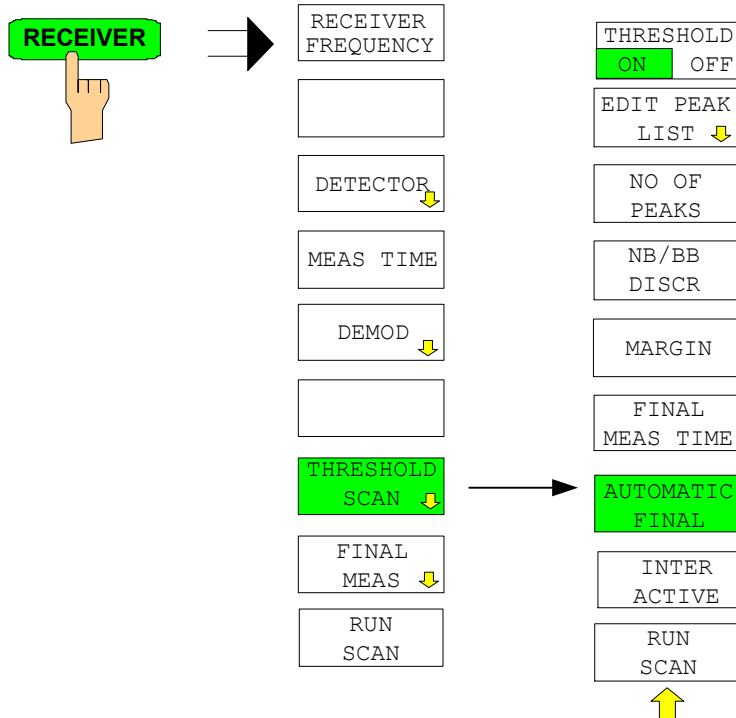 RECEIVER
RECEIVER
FREQUENCY
DETECTOR
MEAS TIME
DEMOD
THRESHOLD
SCAN
FINAL
MEAS
RUN
SCAN
THRESHOLD
ON OFF
EDIT PEAK
LIST
NO OF
PEAKS
NB/BB
DISCR
MARGIN
FINAL
MEAS TIME
AUTOMATIC
FINAL
INTER
ACTIVE
RUN
SCAN